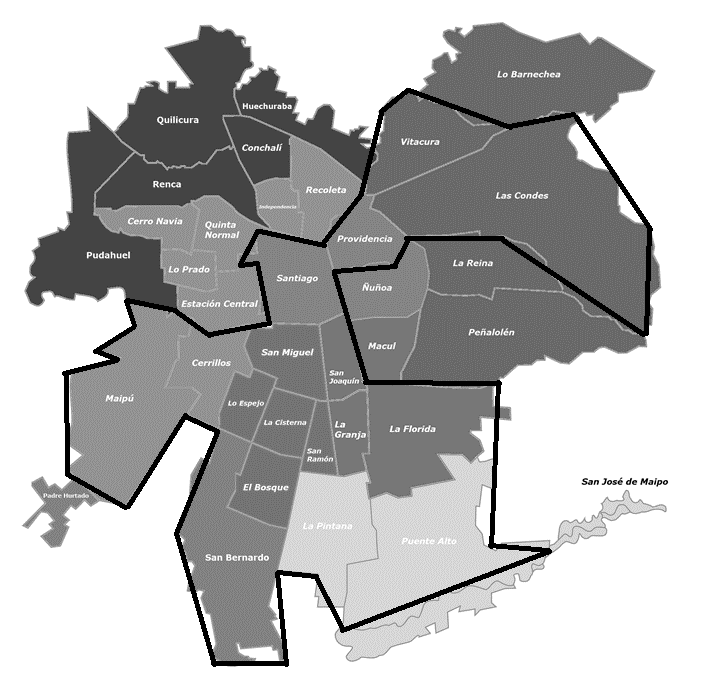 Lo Barnechea
Huechuraba
Quilicura
Vitacura
Conchalí
Renca
Recoleta
Las Condes
Independencia
Cerro Navia
Quinta
Normal
Providencia
Pudahuel
La Reina
Lo Prado
Santiago
Ñuñoa
Estación Central
Peñalolén
Macul
San Miguel
Cerrillos
San
Joaquín
Maipú
Lo Espejo
La Cisterna
La
Granja
La Florida
San
Ramón
San José de Maipo
El Bosque
Padre Hurtado
La Pintana
Puente Alto
San Bernardo